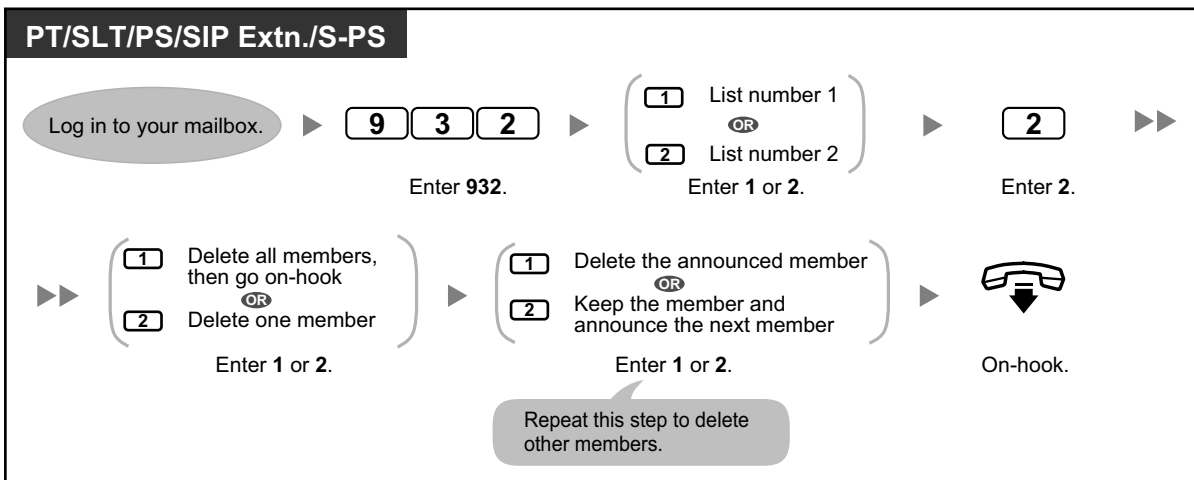 PT/SLT/PS/SIP Extn./S-PS
Log in to your mailbox.
9 3 2
Enter 932.
1 List number 1
OR
2 List number 2
Enter 1 or 2.
2
Enter 2.
1 Delete all members,
then go on-hook
OR
2 Delete one member
Enter 1 or 2.
1 Delete the announced member
OR
2 Keep the member and
announce the next member
Enter 1 or 2.
Repeat this step to delete
other members.
On-hook.